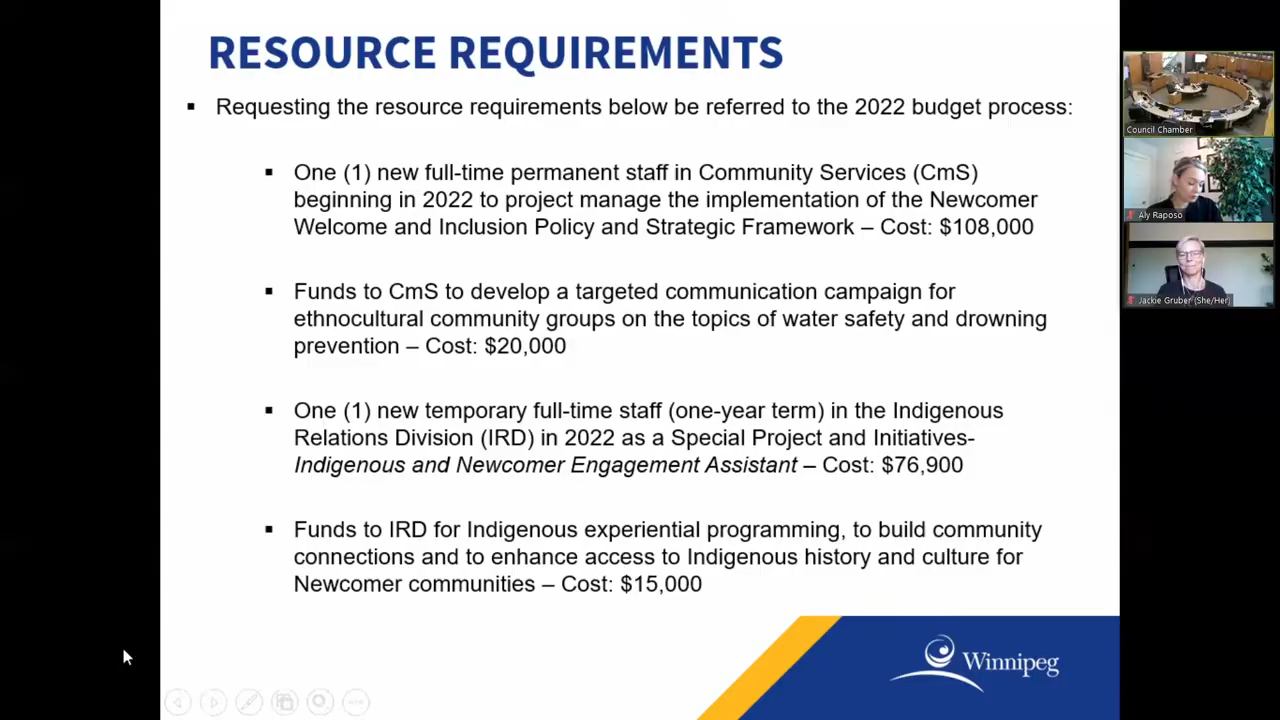 RESOURCE REQUIREMENTS
▪ Requesting the resource requirements below be referred to the 2022 budget process:
▪ One (1) new full-time permanent staff in Community Services (CmS)
beginning in 2022 to project manage the implementation of the Newcomer
Welcome and Inclusion Policy and Strategic Framework – Cost: $108,000
▪ Funds to CmS to develop a targeted communication campaign for
ethnocultural community groups on the topics of water safety and drowning
prevention – Cost: $20,000
▪ One (1) new temporary full-time staff (one-year term) in the Indigenous
Relations Division (IRD) in 2022 as a Special Project and Initiatives-
Indigenous and Newcomer Engagement Assistant – Cost: $76,900
▪ Funds to IRD for Indigenous experiential programming, to build community
connections and to enhance access to Indigenous history and culture for
Newcomer communities – Cost: $15,000
Winnipeg
Council Chamber
Aly Raposo
Jackie Gruber (She/Her)